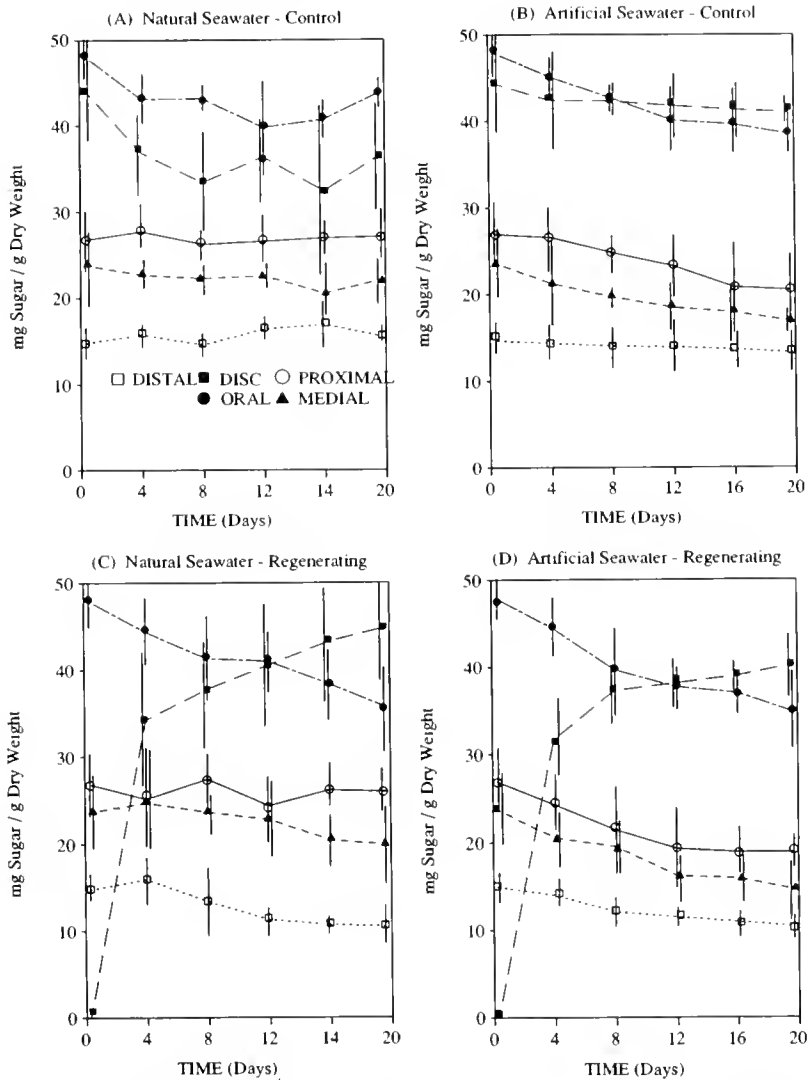 (A) Natural Seawater - Control
50
40
30
20
10
0
mg Sugar / g Dry Weight
DISTAL DISC PROXIMAL
ORAL MEDIAL
0 4 8 12 14 20
TIME (Days)
(B) Artificial Seawater - Control
50
40
30
20
10
0
mg Sugar / g Dry Weight
0 4 8 12 16 20
TIME (Days)
(C) Natural Seawater - Regenerating
50
40
30
20
10
0
mg Sugar / g Dry Weight
0 4 8 12 14 20
TIME (Days)
(D) Artificial Seawater - Regenerating
50
40
30
20
10
0
mg Sugar / g Dry Weight
0 4 8 12 16 20
TIME (Days)